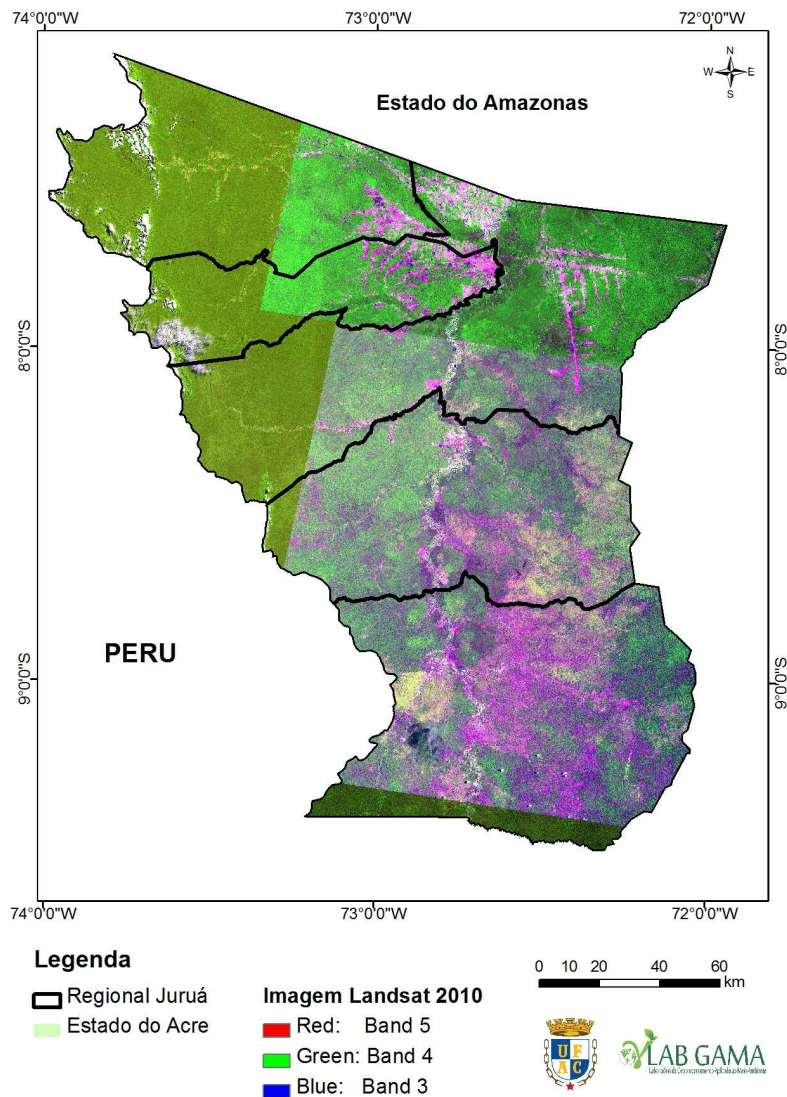 74°0'0"W
73°0'0"W
72°0'0"W
N
W E
S
Estado do Amazonas
8°0'0"S
8°0'0"S
PERU
9°0'0"S
9°0'0"S
74°0'0"W
73°0'0"W
72°0'0"W
Legenda
Regional Juruá
Estado do Acre
Imagem Landsat 2010
Red: Band 5
Green: Band 4
Blue: Band 3
0 10 20 40 60
km
UFAC
LAB GAMA